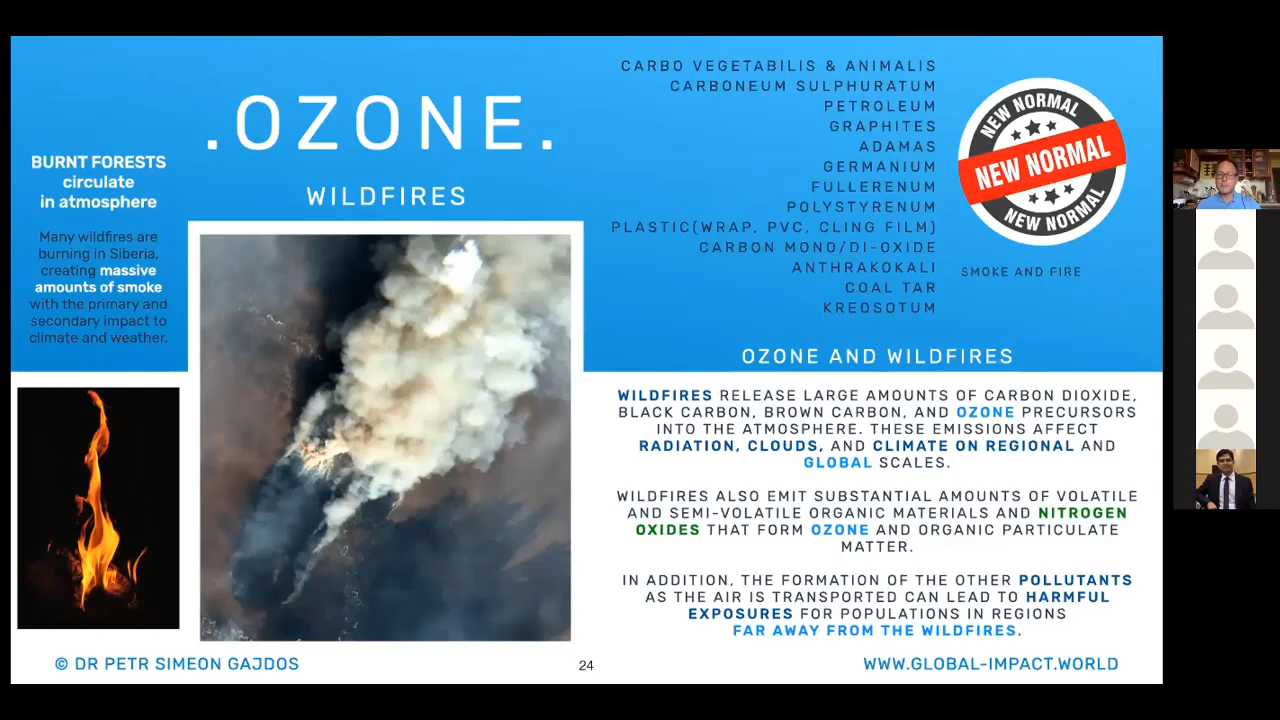 .OZONE.
WILDFIRES
BURNT FORESTS
circulate
in atmosphere
Many wildfires are
burning in Siberia,
creating massive
amounts of smoke
with the primary and
secondary impact to
climate and weather.
CARBO VEGETABILIS & ANIMALIS
CARBONEUM SULPHURATUM
PETROLEUM
GRAPHITES
ADAMAS
GERMANIUM
FULLERENUM
POLYSTYRENUM
PLASTIC(WRAP, PVC, CLING FILM)
CARBON MONO/DI-OXIDE
ANTHRAKOKALI
COAL TAR
KREOSOTUM
NEW NORMAL
NEW NORMAL
NEW NORMAL
SMOKE AND FIRE
OZONE AND WILDFIRES
WILDFIRES RELEASE LARGE AMOUNTS OF CARBON DIOXIDE,
BLACK CARBON, BROWN CARBON, AND OZONE PRECURSORS
INTO THE ATMOSPHERE. THESE EMISSIONS AFFECT
RADIATION, CLOUDS, AND CLIMATE ON REGIONAL AND
GLOBAL SCALES.
WILDFIRES ALSO EMIT SUBSTANTIAL AMOUNTS OF VOLATILE
AND SEMI-VOLATILE ORGANIC MATERIALS AND NITROGEN
OXIDES THAT FORM OZONE AND ORGANIC PARTICULATE
MATTER.
IN ADDITION, THE FORMATION OF THE OTHER POLLUTANTS
AS THE AIR IS TRANSPORTED CAN LEAD TO HARMFUL
EXPOSURES FOR POPULATIONS IN REGIONS
FAR AWAY FROM THE WILDFIRES.
© DR PETR SIMEON GAJDOS
24
WWW.GLOBAL-IMPACT.WORLD